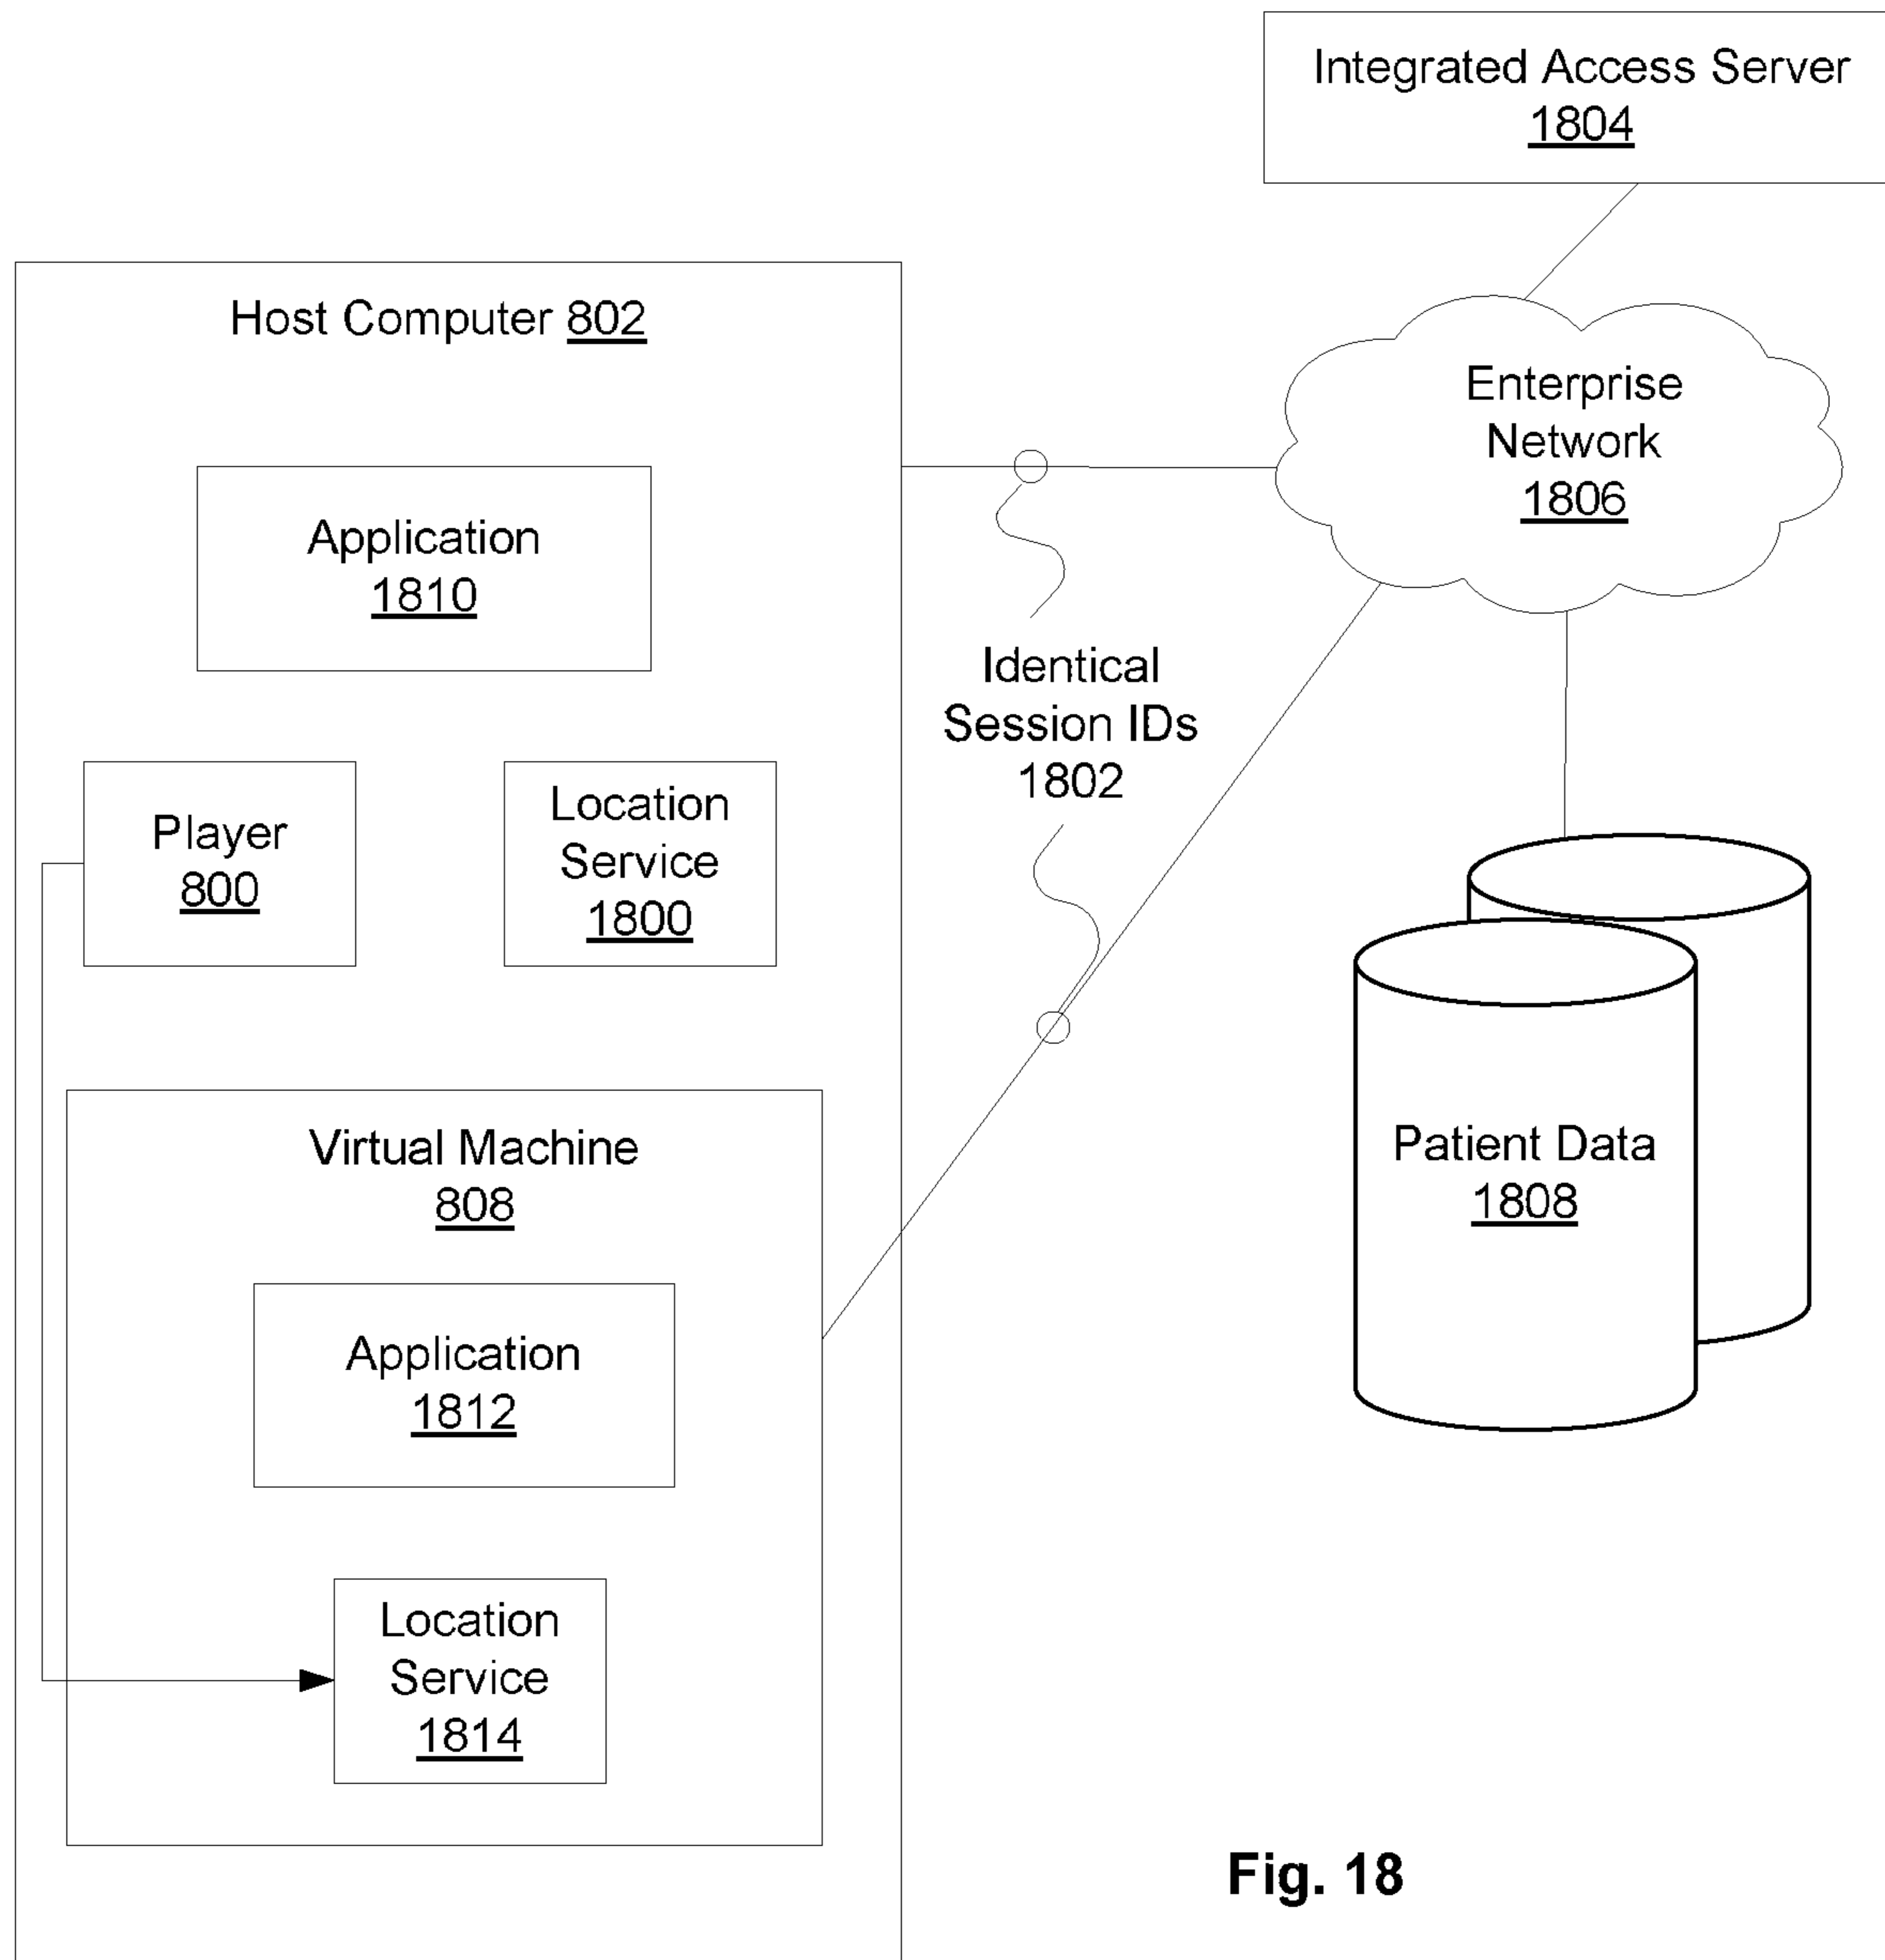 Integrated Access Server
1804
Host Computer 802
Enterprise
Network
1806
Application
1810
Identical
Session IDs
1802
Player
800
Location
Service
1800
Virtual Machine
808
Patient Data
1808
Application
1812
Location
Service
1814
Fig. 18